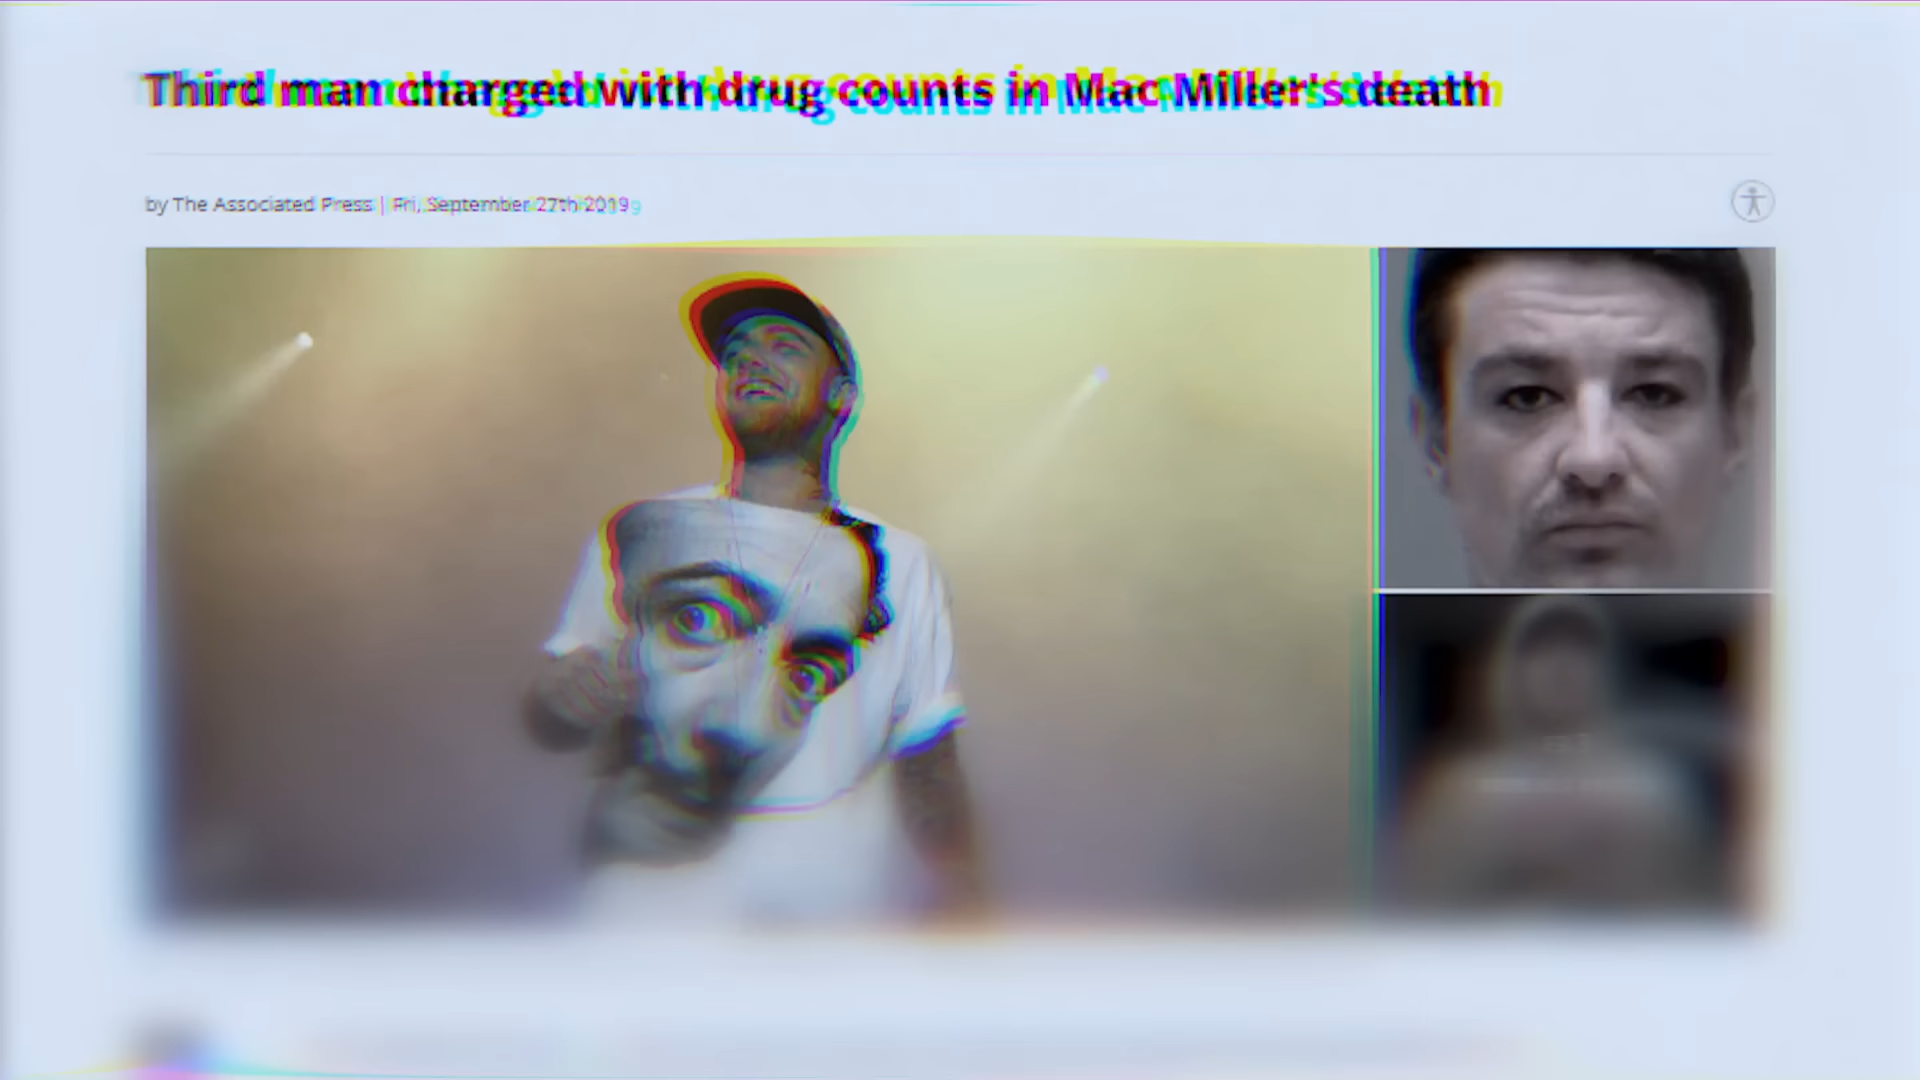 Third man charged with drug counts in Mac Miller's death
by The Associated Press | Fri, September 27th 2019